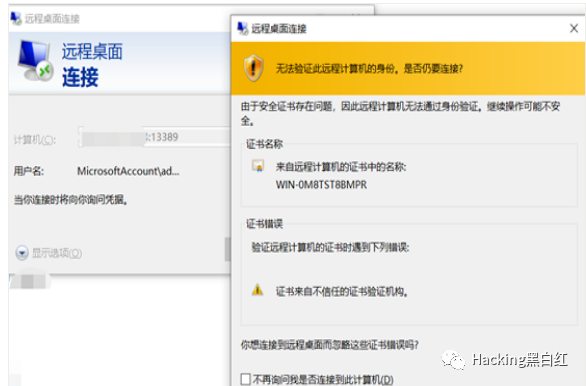 远程桌面连接
远程桌面
连接
计算机(C):
:13389
用户名:
MicrosoftAccount\ad...
当你连接时将向你询问凭据。
显示选项(O)
远程桌面连接
无法验证此远程计算机的身份。是否仍要连接?
由于安全证书存在问题，因此远程计算机无法通过身份验证。继续操作可能不安
全。
证书名称
来自远程计算机的证书中的名称:
WIN-0M8TST8BMPR
证书错误
验证远程计算机的证书时遇到下列错误:
证书来自不信任的证书验证机构。
你想连接到远程桌面而忽略这些证书错误吗?
不再询问我是否连接到此计算机(D)
Hacking黑白红